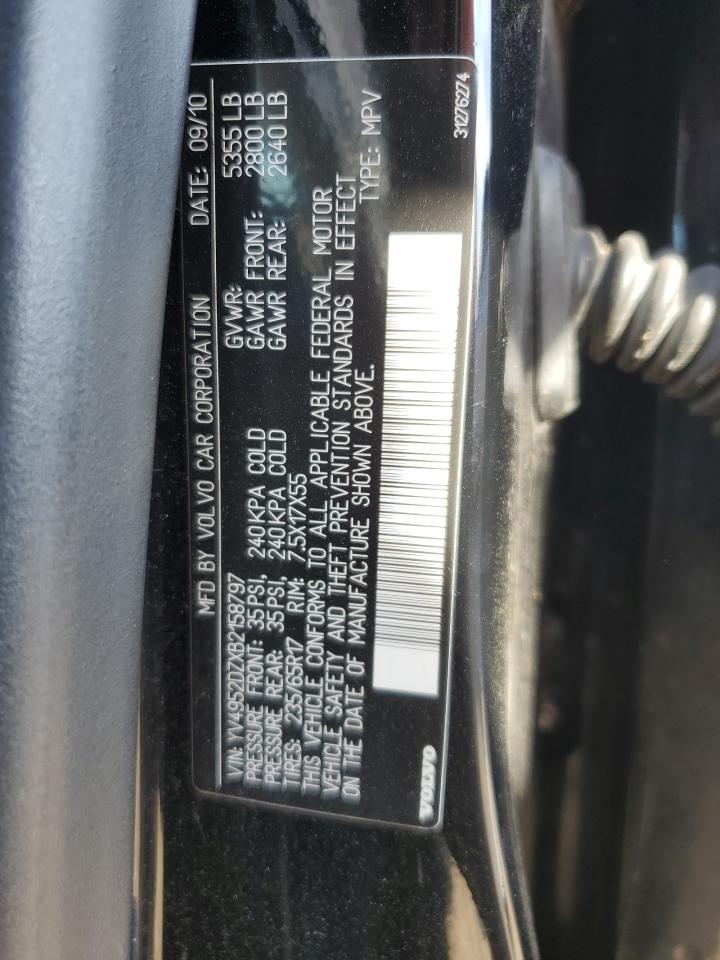 MFD BY VOLVO CAR CORPORATION DATE: 09/10
VIN: YV4952DZXB2158797 GVWR: 5355 LB
PRESSURE FRONT: 35PSI, 240KPA COLD GAWR FRONT: 2800 LB
PRESSURE REAR: 35PSI, 240KPA COLD GAWR REAR: 2640 LB
TIRES: 235/65R17 RIM: 7.5X17X55
THIS VEHICLE CONFORMS TO ALL APPLICABLE FEDERAL MOTOR
VEHICLE SAFETY AND THEFT PREVENTION STANDARDS IN EFFECT
ON THE DATE OF MANUFACTURE SHOWN ABOVE. TYPE: MPV
VOLVO 31276274